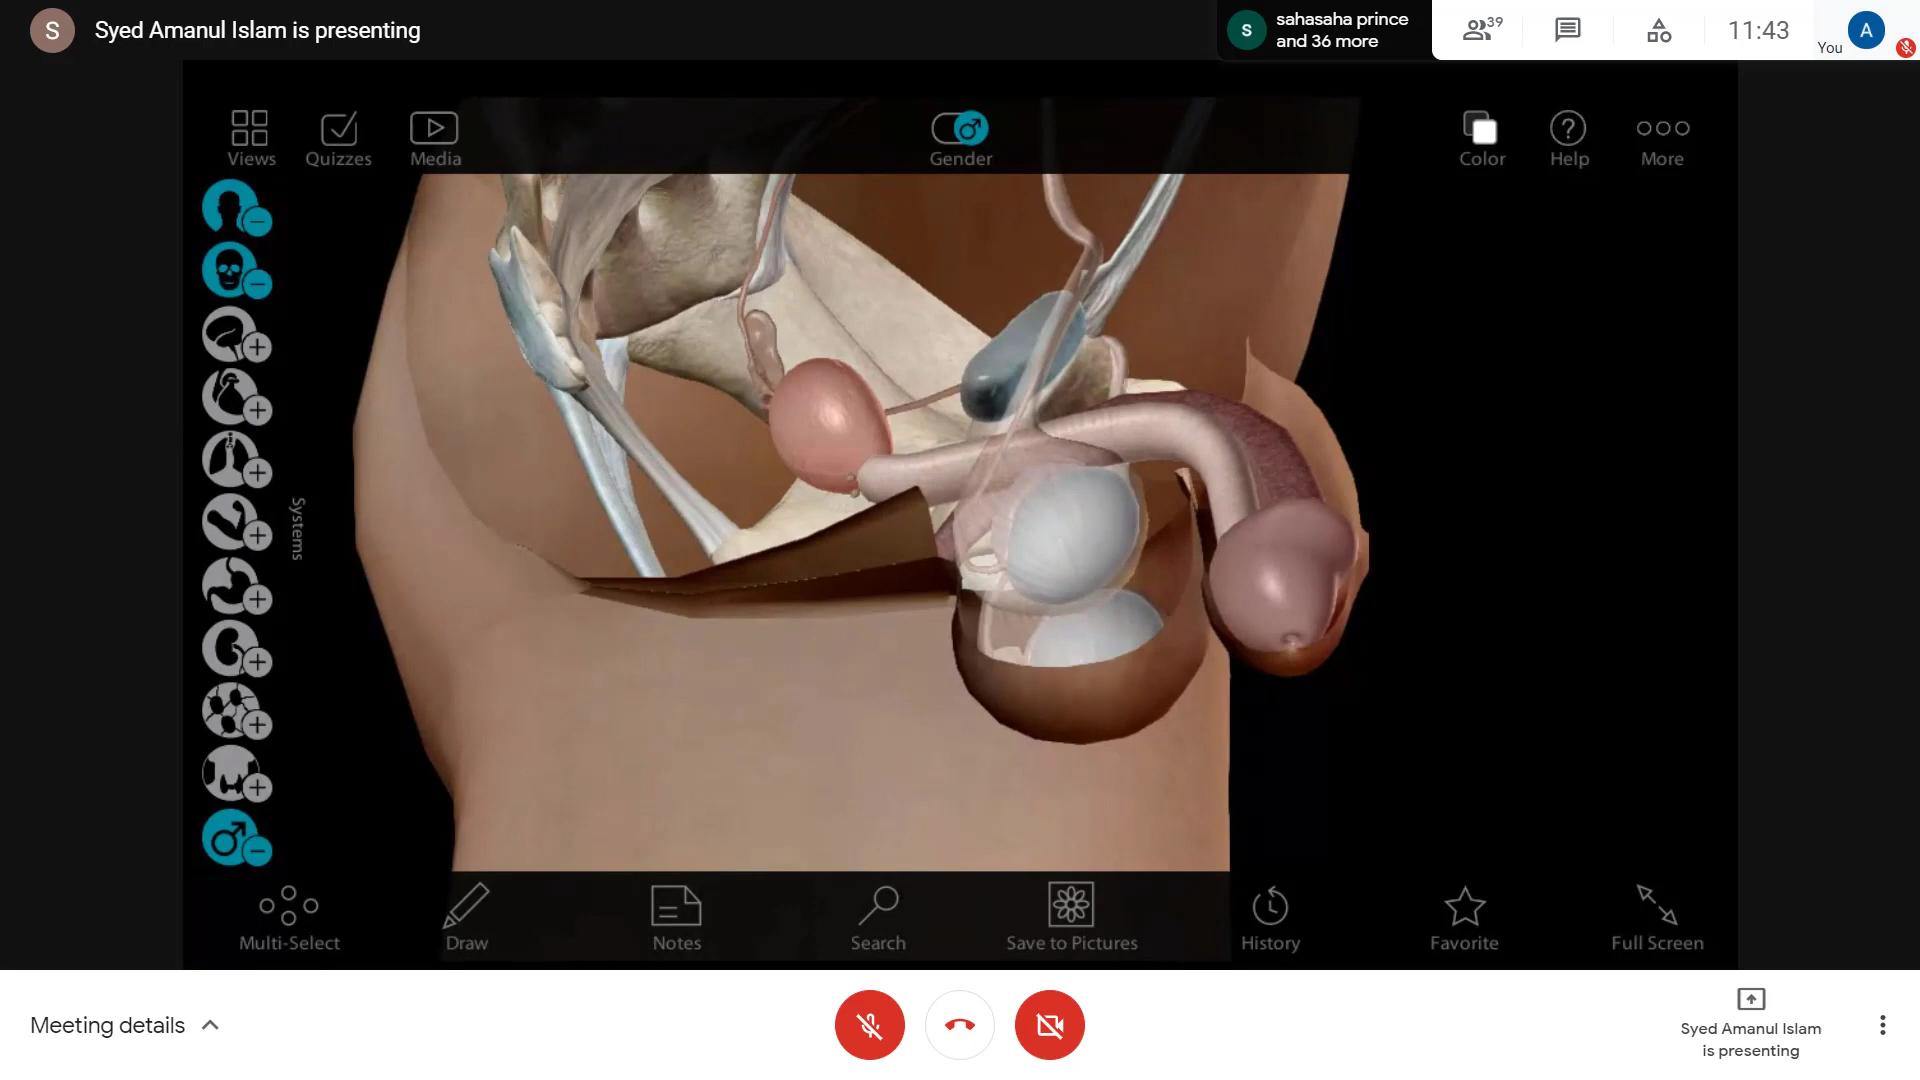 S
Syed Amanul Islam is presenting
S
sahasaha prince
and 36 more
39
11:43
You
A
Views
Quizzes
Media
Gender
Color
Help
More
Systems
Multi-Select
Draw
Notes
Search
Save to Pictures
History
Favorite
Full Screen
Meeting details
Syed Amanul Islam
is presenting